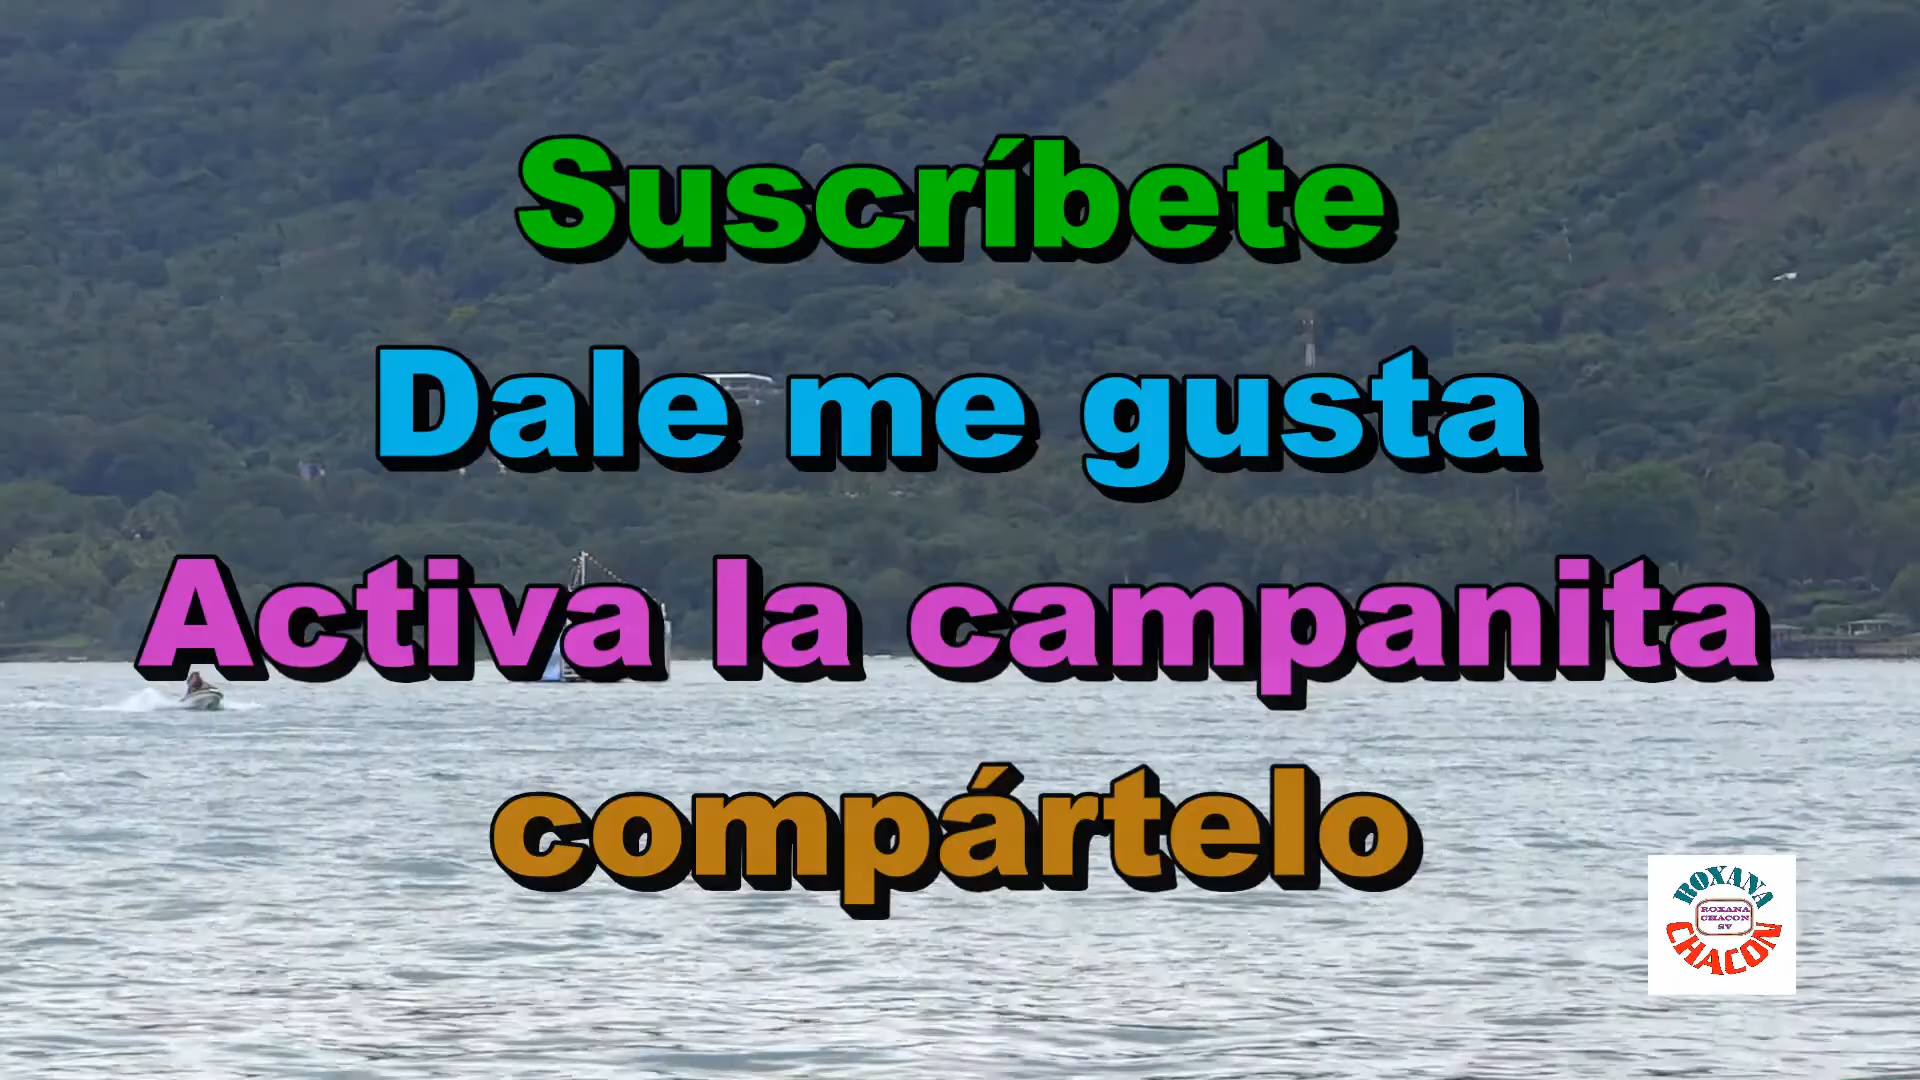 Suscríbete
Dale me gusta
Activa la campanita
compártelo
ROXANA
ROXANA
CHACON
SV
CHACON